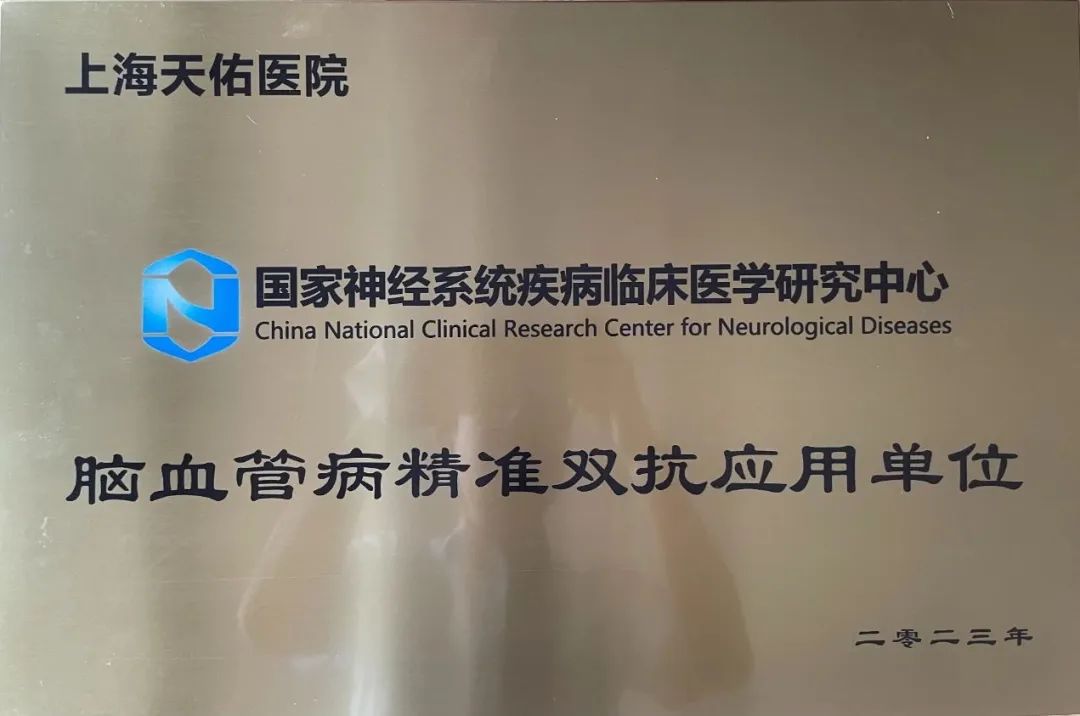 上海天佑医院
国家神经系统疾病临床医学研究中心
China National Clinical Research Center for Neurological Diseases
脑血管病精准双抗应用单位
二零二三年